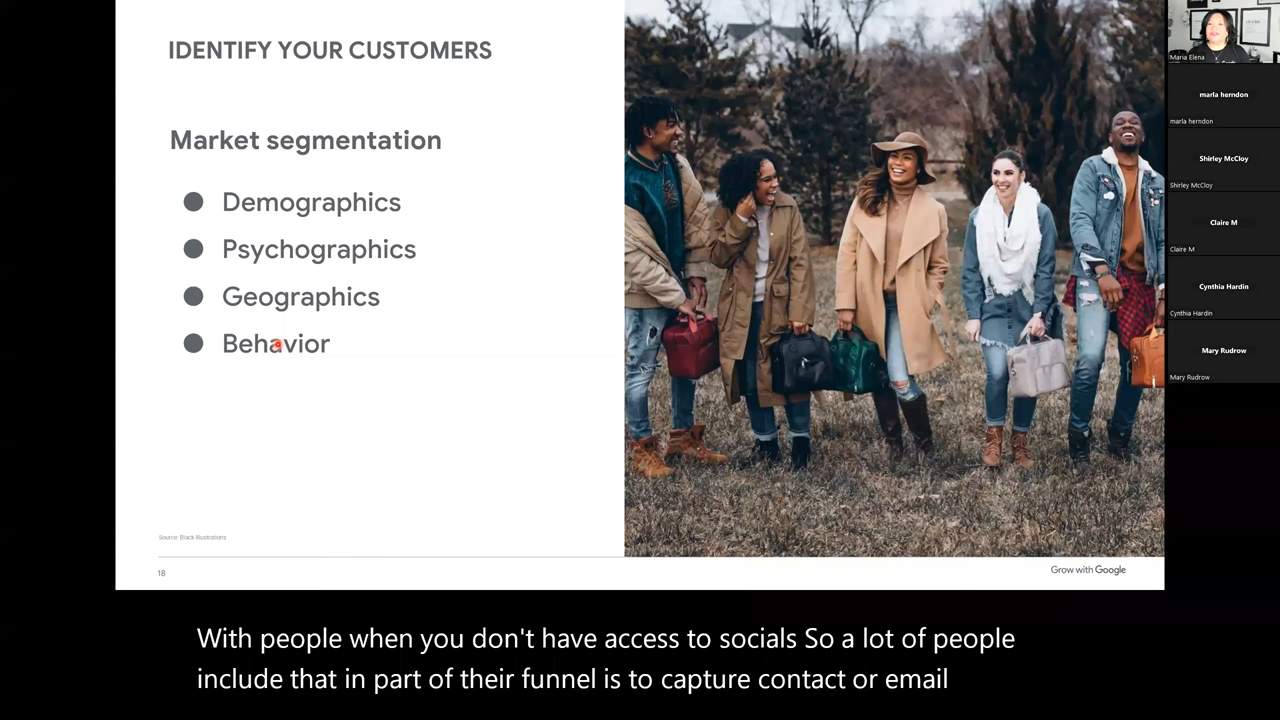 IDENTIFY YOUR CUSTOMERS
Market segmentation
● Demographics
● Psychographics
● Geographics
● Behavior
Source: Black Illustrations
18
Grow with Google
Maria Elena
marla herndon
marla herndon
Shirley McCloy
Shirley McCloy
Claire M
Claire M
Cynthia Hardin
Cynthia Hardin
Mary Rudrow
Mary Rudrow
With people when you don't have access to socials So a lot of people
include that in part of their funnel is to capture contact or email